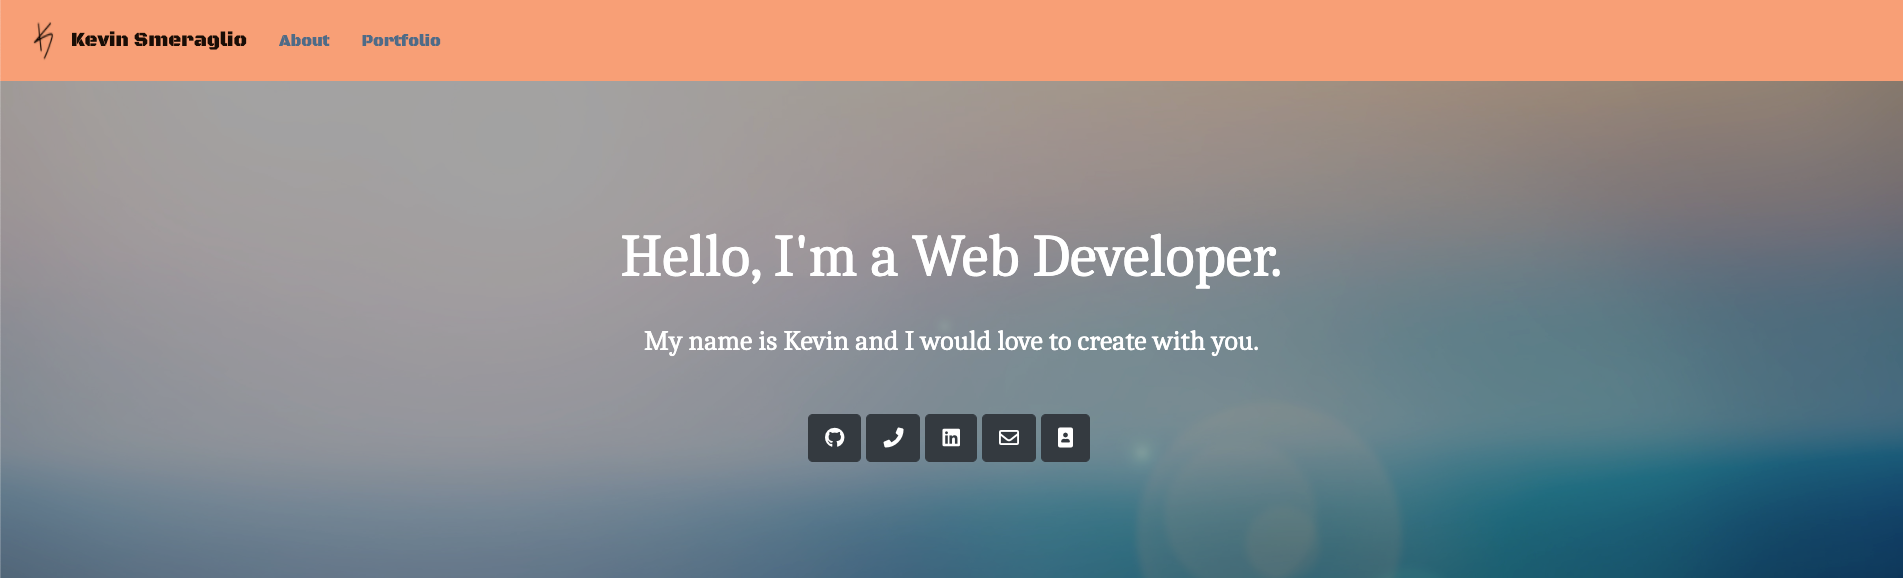 Kevin Smeraglio About Portfolio
Hello, I'm a Web Developer.
My name is Kevin and I would love to create with you.